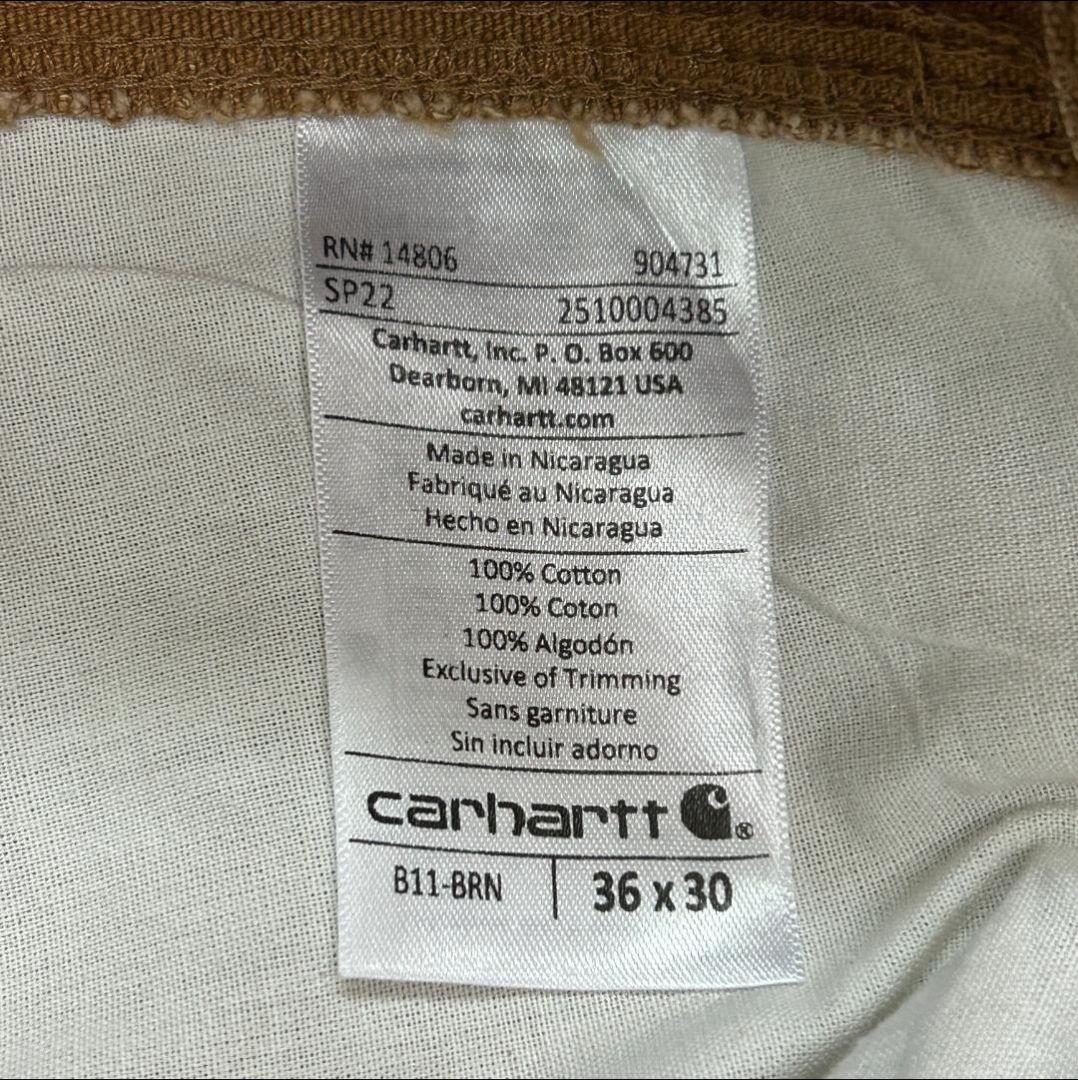 RN# 14806 904731
SP22 2510004385
Carhartt, Inc. P. O. Box 600
Dearborn, MI 48121 USA
carhartt.com
Made in Nicaragua
Fabriqué au Nicaragua
Hecho en Nicaragua
100% Cotton
100% Coton
100% Algodón
Exclusive of Trimming
Sans garniture
Sin incluir adorno
carhartt ®
B11-BRN 36 x 30